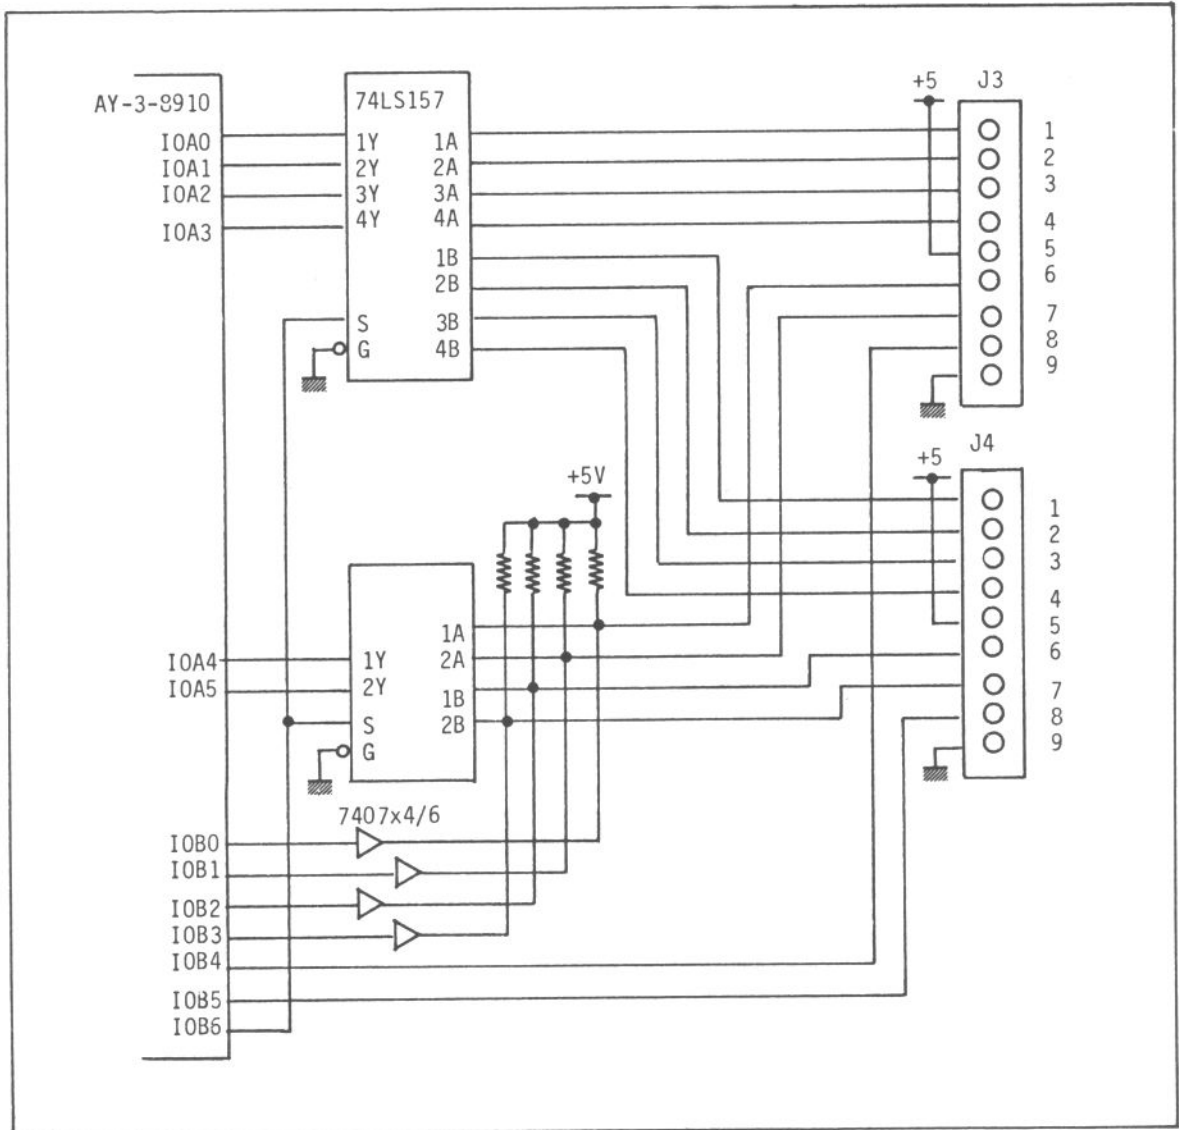 AY-3-8910
IOA0
IOA1
IOA2
IOA3
74LS157
1Y
2Y
3Y
4Y
S
G
1A
2A
3A
4A
1B
2B
3B
4B
+5
J3
1
2
3
4
5
6
7
8
9
+5V
IOA4
IOA5
1Y
2Y
S
G
1A
2A
1B
2B
+5
J4
1
2
3
4
5
6
7
8
9
7407x4/6
IOB0
IOB1
IOB2
IOB3
IOB4
IOB5
IOB6